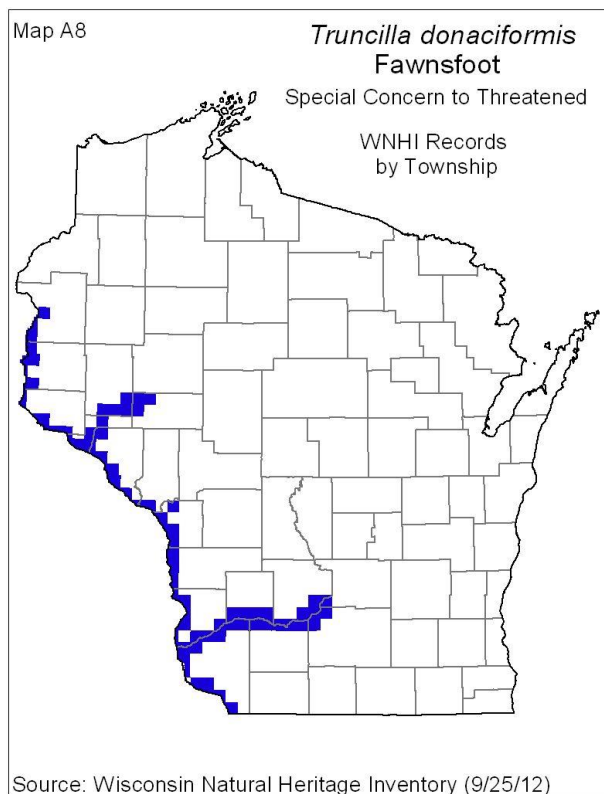 Map A8
Truncilla donaciformis
Fawnsfoot
Special Concern to Threatened
WNHI Records
by Township
Source: Wisconsin Natural Heritage Inventory (9/25/12)